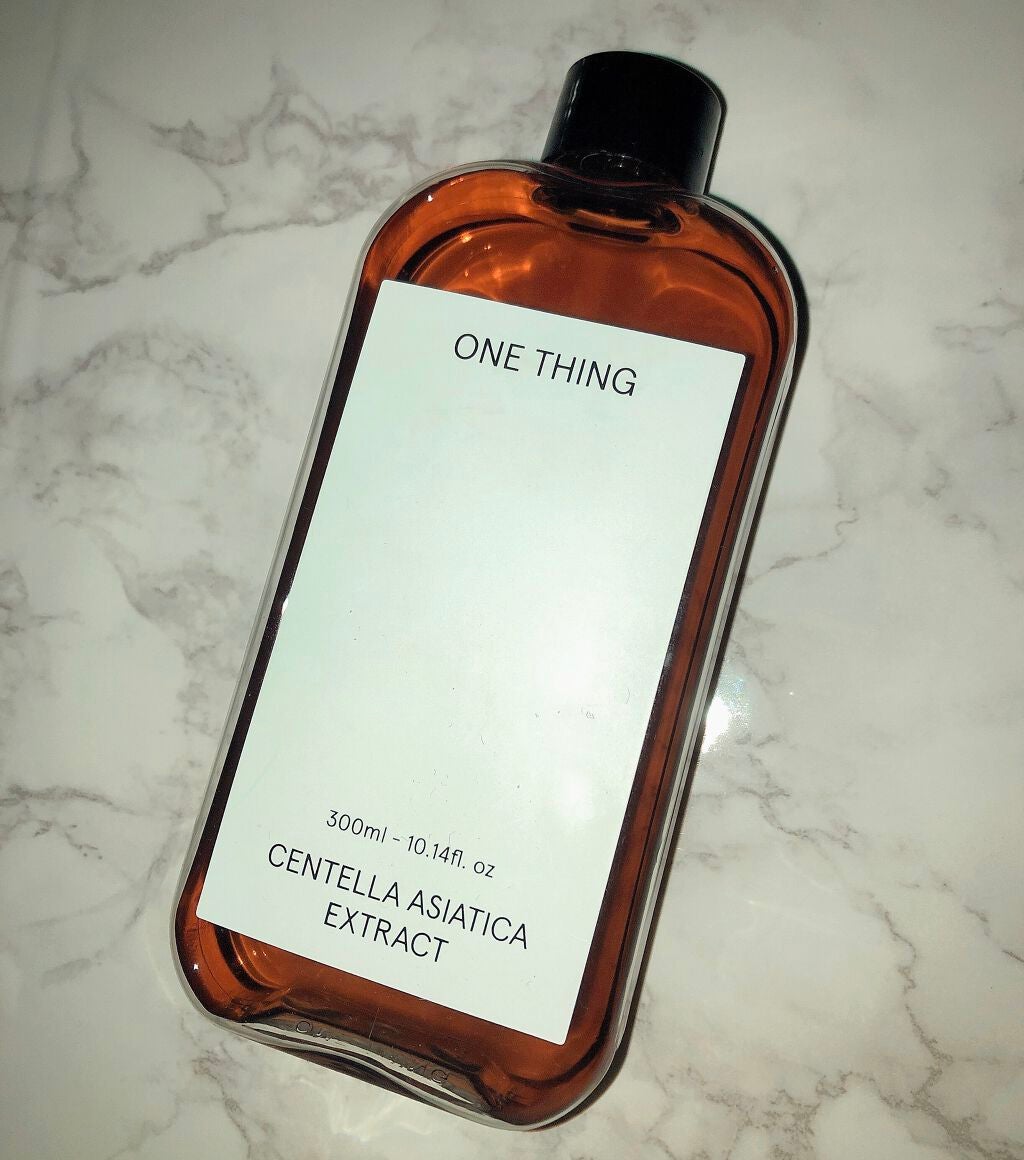 ONE THING
300ml - 10.14fl. oz
CENTELLA ASIATICA
EXTRACT